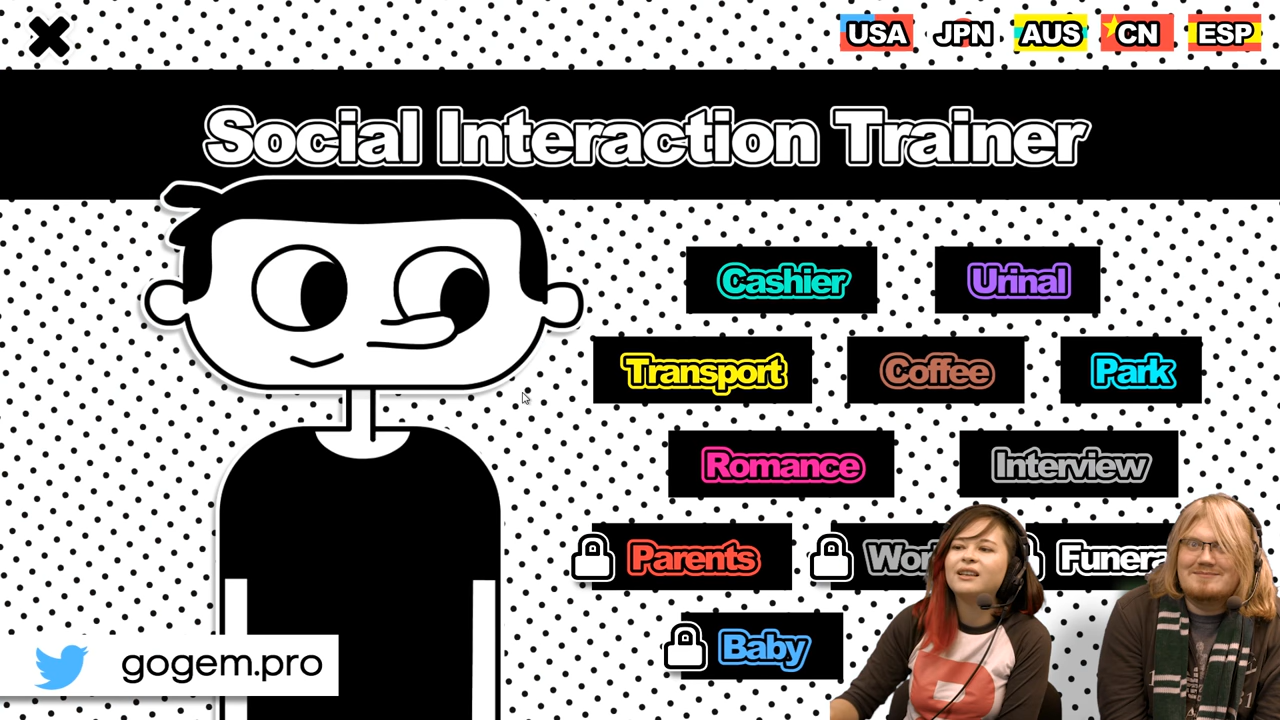 USA JPN AUS CN ESP
Social Interaction Trainer
Cashier Urinal
Transport Coffee Park
Romance Interview
Parents
Baby
gogem.pro